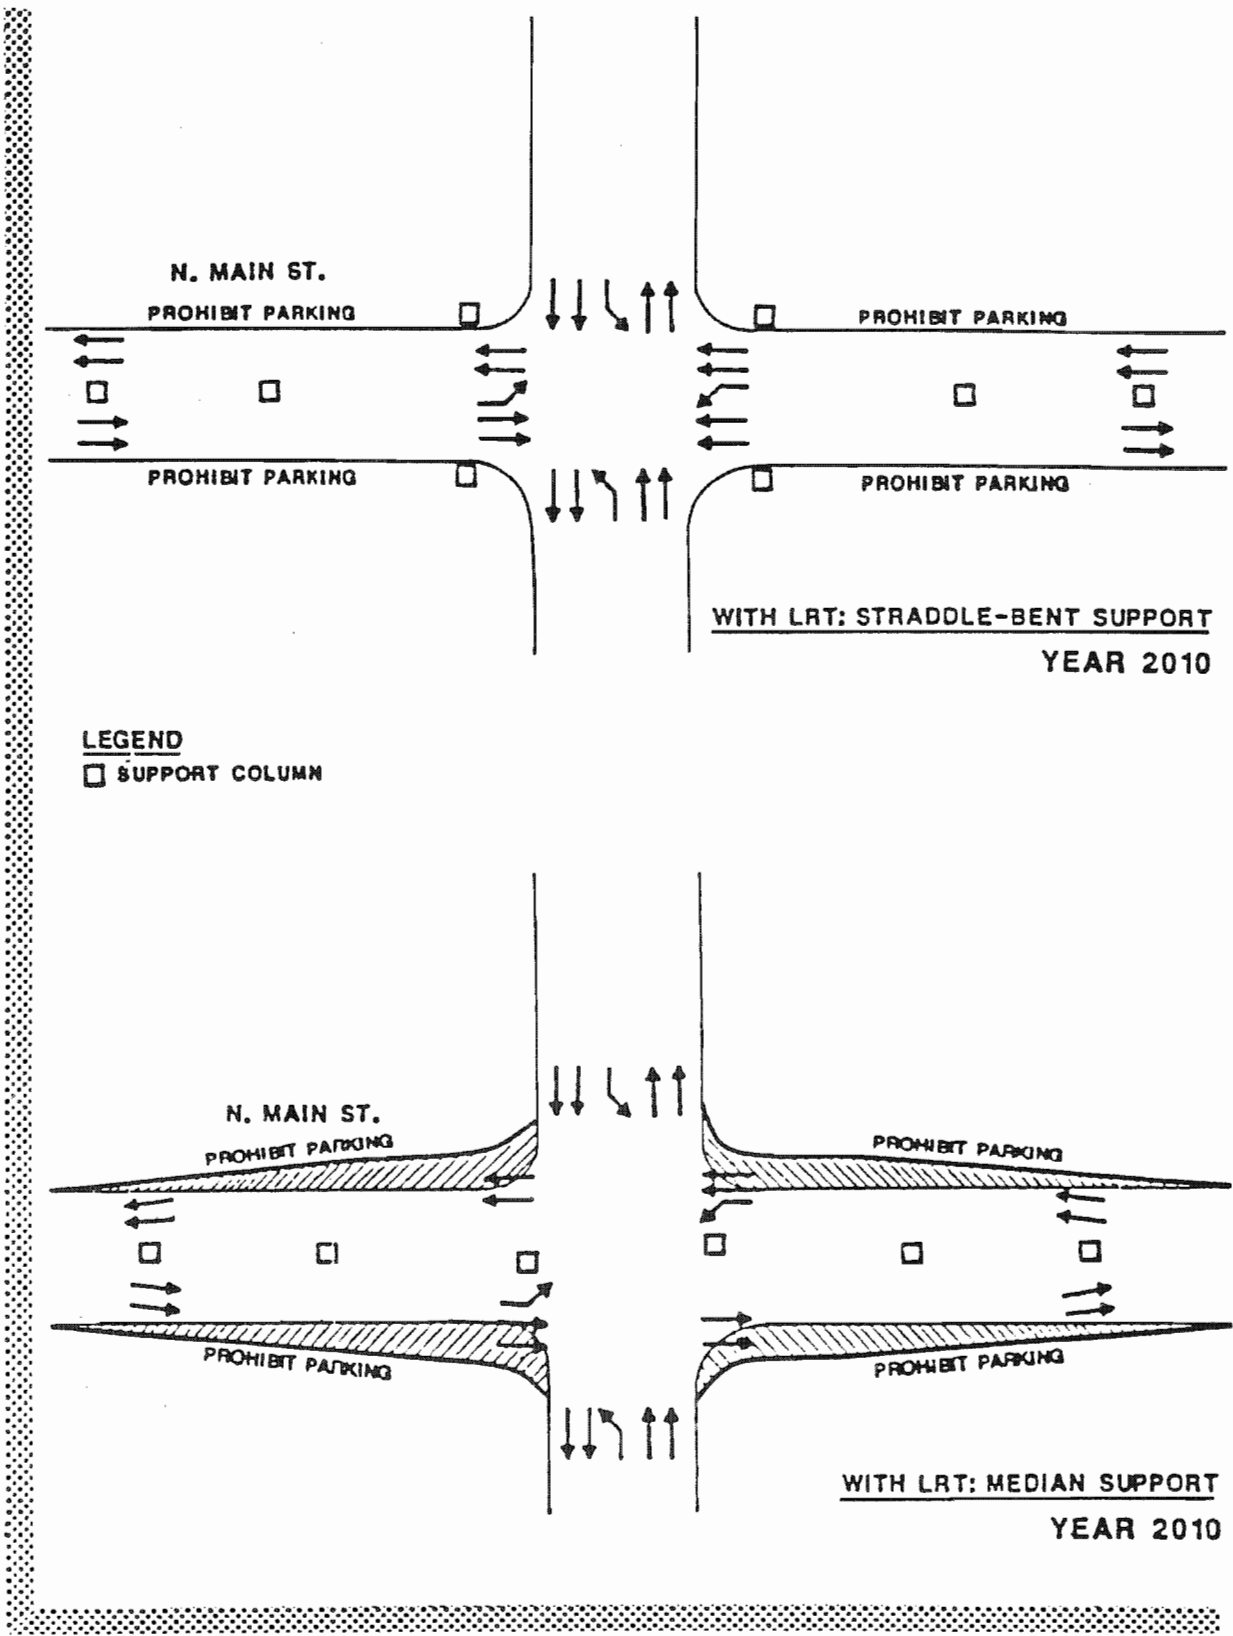 N. MAIN ST.
PROHIBIT PARKING
PROHIBIT PARKING
PROHIBIT PARKING
PROHIBIT PARKING
WITH LRT: STRADDLE-BENT SUPPORT
YEAR 2010
LEGEND
SUPPORT COLUMN
N. MAIN ST.
PROHIBIT PARKING
PROHIBIT PARKING
PROHIBIT PARKING
PROHIBIT PARKING
WITH LRT: MEDIAN SUPPORT
YEAR 2010